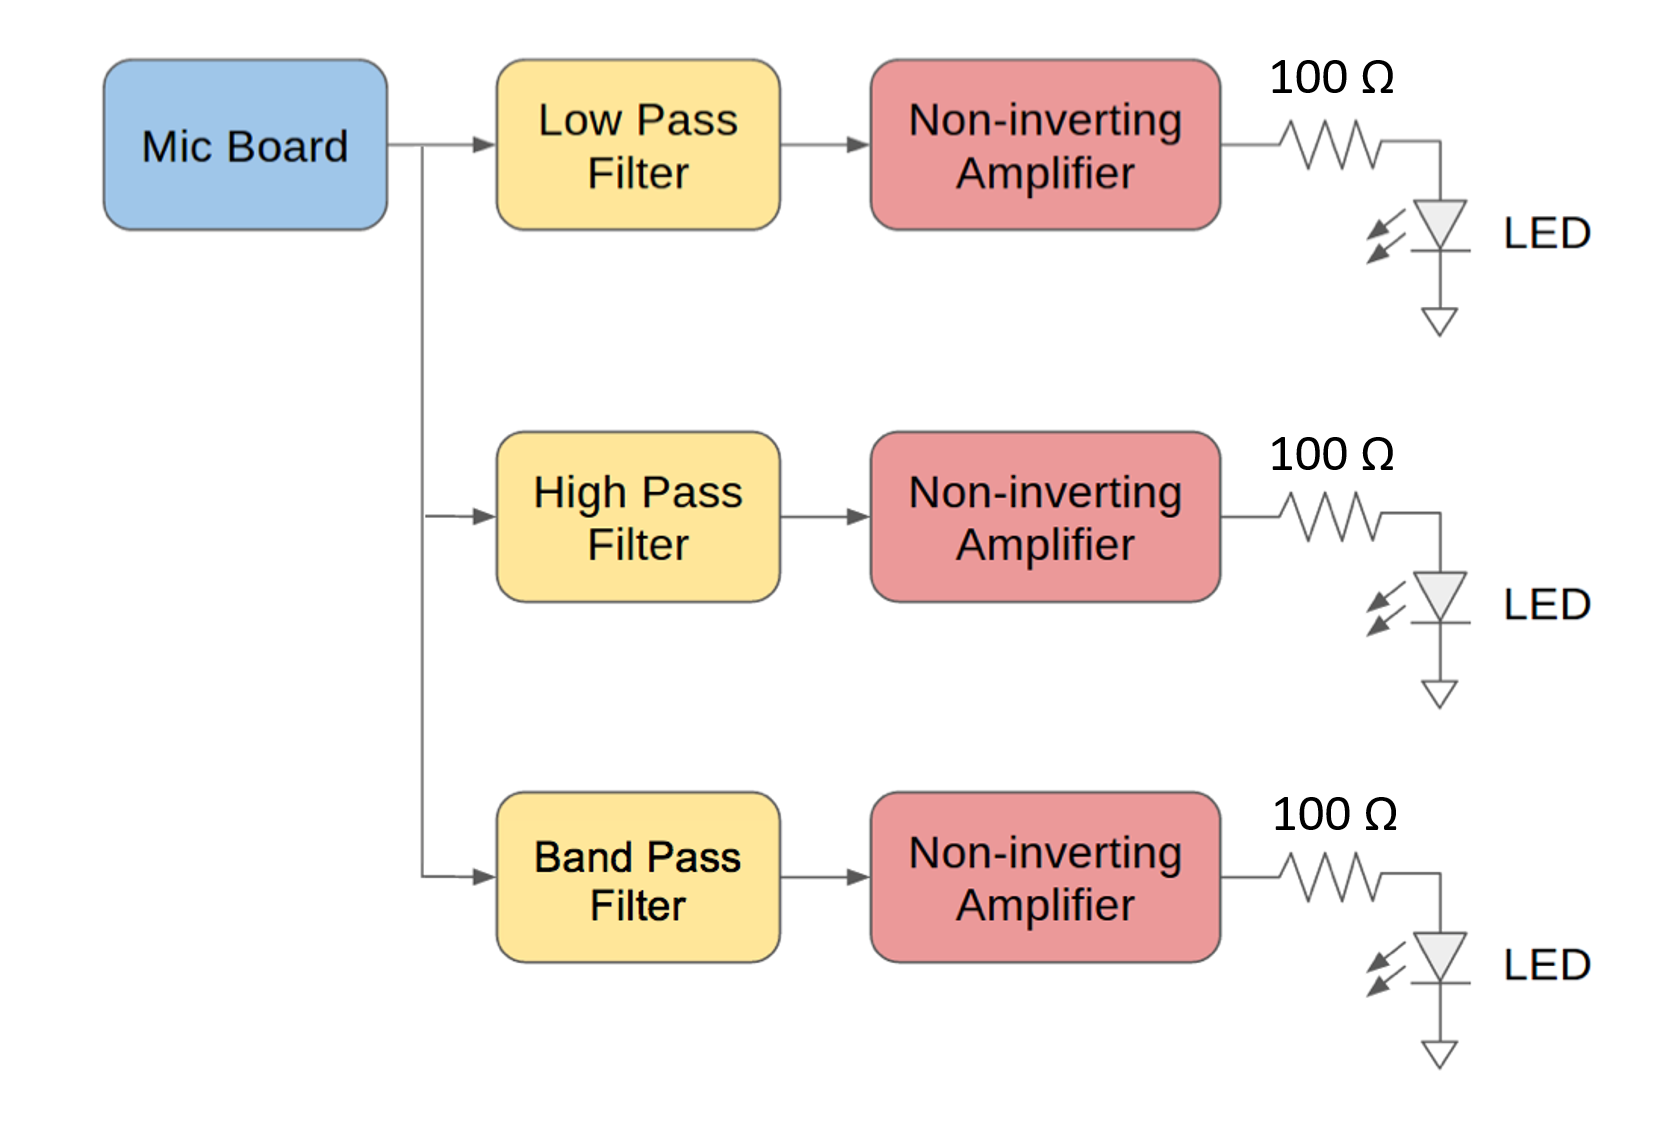 Mic Board
Low Pass
Filter
Non-inverting
Amplifier
100 Ω
LED
High Pass
Filter
Non-inverting
Amplifier
100 Ω
LED
Band Pass
Filter
Non-inverting
Amplifier
100 Ω
LED